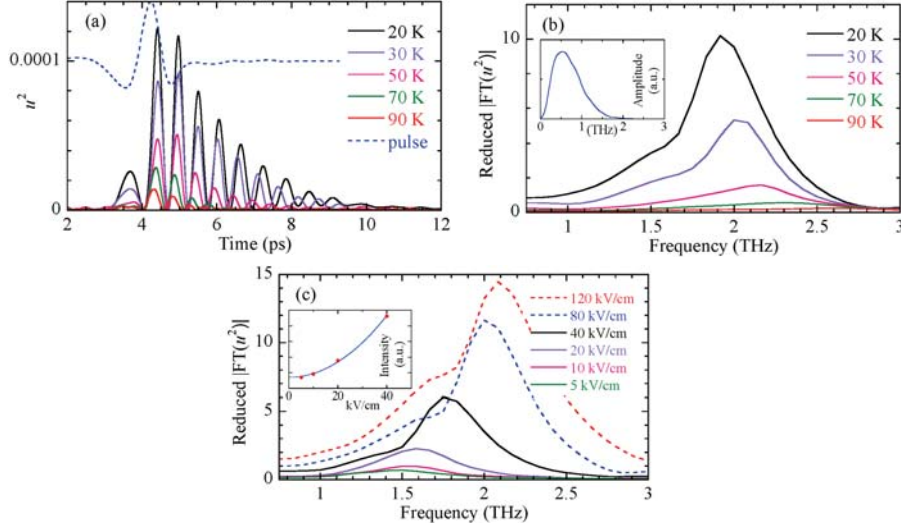 (a)
20 K
30 K
50 K
70 K
90 K
pulse
0.0001
u²
0
2 4 6 8 10 12
Time (ps)
(b)
20 K
30 K
50 K
70 K
90 K
10
0
Reduced |FT(u²)|
Amplitude
(a.u.)
0 1 2 3
(THz)
1 1.5 2 2.5 3
Frequency (THz)
(c)
120 kV/cm
80 kV/cm
40 kV/cm
20 kV/cm
10 kV/cm
5 kV/cm
15
10
5
0
Reduced |FT(u²)|
Intensity
(a.u.)
0 20 40
kV/cm
1 1.5 2 2.5 3
Frequency (THz)